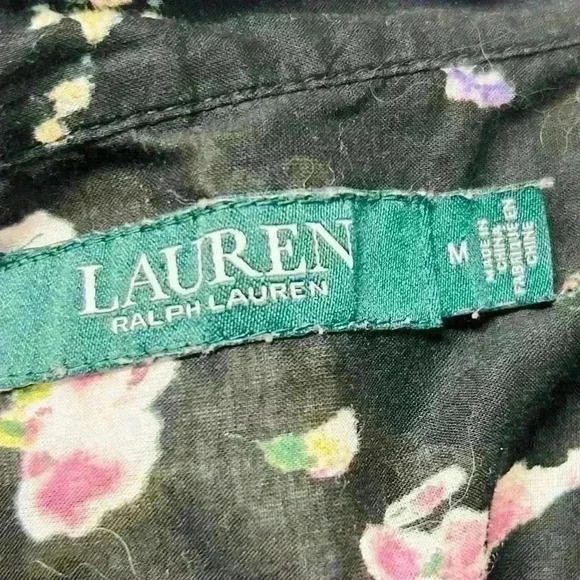 LAUREN
RALPH LAUREN
M
MADE IN
CHINA
FABRIQUÉ EN
CHINE